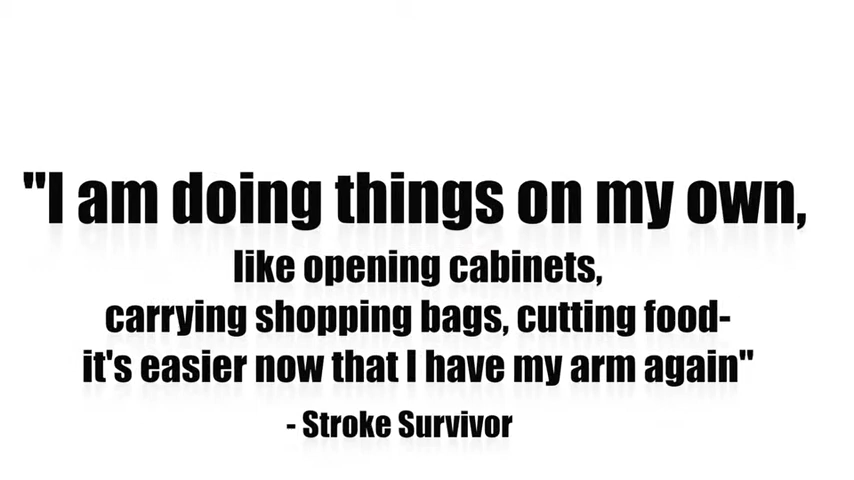 "I am doing things on my own,
like opening cabinets,
carrying shopping bags, cutting food-
it's easier now that I have my arm again"
- Stroke Survivor